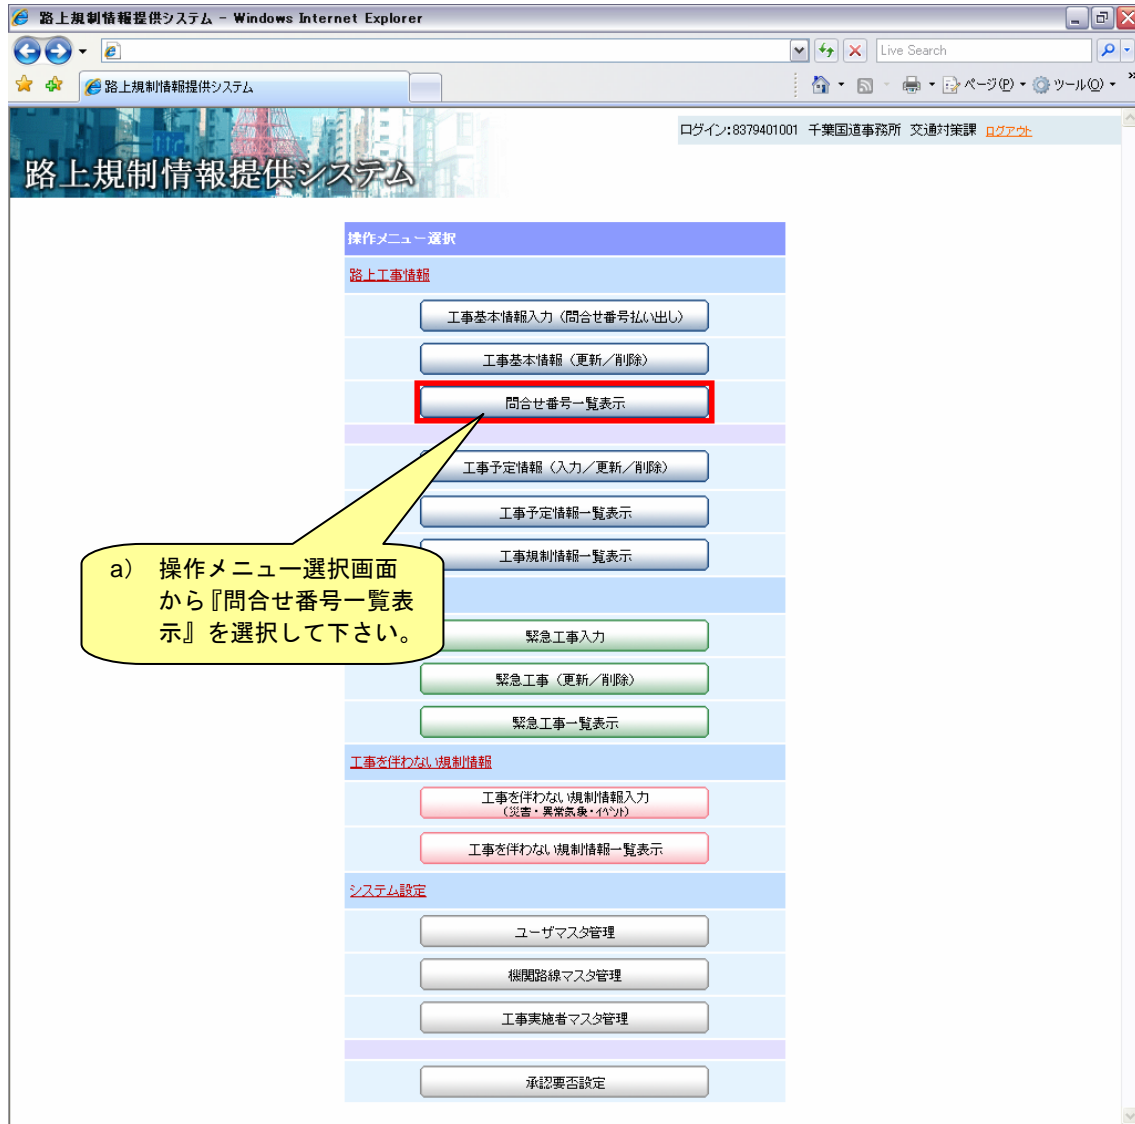 路上規制情報提供システム - Windows Internet Explorer
Live Search
路上規制情報提供システム
ページ(P)
ツール(O)
路上規制情報提供システム
ログイン:8379401001 千葉国道事務所 交通対策課 ログアウト
操作メニュー選択
路上工事情報
工事基本情報入力（問合せ番号払い出し）
工事基本情報（更新／削除）
問合せ番号一覧表示
工事予定情報（入力／更新／削除）
工事予定情報一覧表示
工事規制情報一覧表示
a） 操作メニュー選択画面
から『問合せ番号一覧表
示』を選択して下さい。
緊急工事入力
緊急工事（更新／削除）
緊急工事一覧表示
工事を伴わない規制情報
工事を伴わない規制情報入力
（災害・異常気象・イベント）
工事を伴わない規制情報一覧表示
システム設定
ユーザマスタ管理
機関路線マスタ管理
工事実施者マスタ管理
承認要否設定